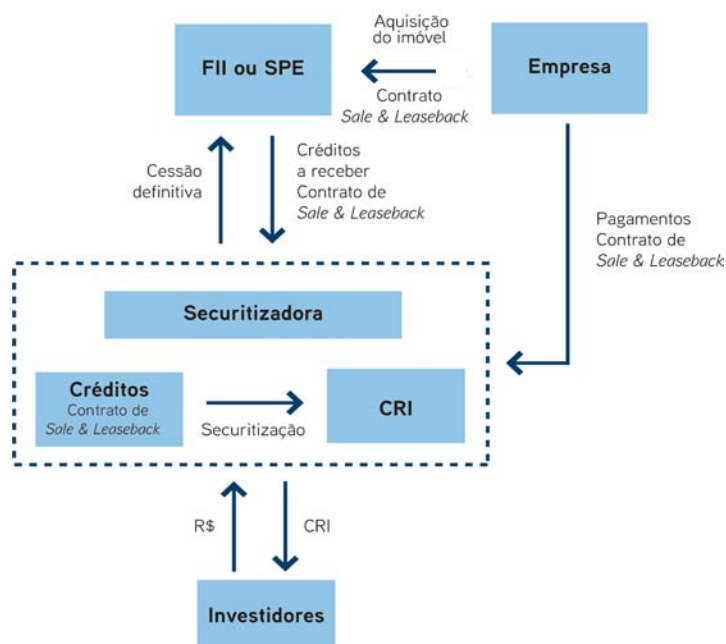 Aquisição
do imóvel
FII ou SPE
Empresa
Contrato
Sale & Leaseback
Cessão
definitiva
Créditos
a receber
Contrato de
Sale & Leaseback
Pagamentos
Contrato de
Sale & Leaseback
Securitizadora
Créditos
Contrato de
Sale & Leaseback
Securitização
CRI
R$
CRI
Investidores